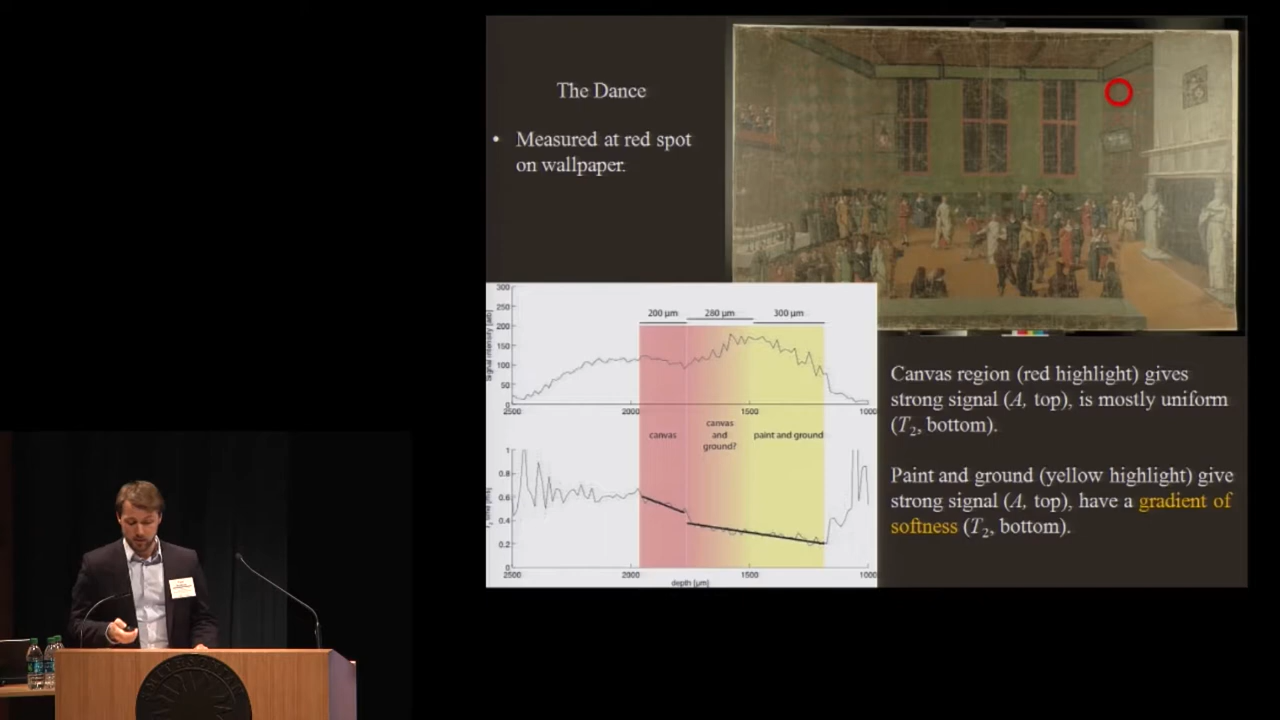 The Dance
• Measured at red spot
on wallpaper.
300
250
200
150
100
50
0
200 µm
280 µm
300 µm
2500
2000
1500
1000
canvas
canvas
and
ground?
paint and ground
1
0.8
0.6
0.4
0.2
0
2500
2000
1500
1000
depth [µm]
Canvas region (red highlight) gives
strong signal (A, top), is mostly uniform
(T2, bottom).
Paint and ground (yellow highlight) give
strong signal (A, top), have a gradient of
softness (T2, bottom).